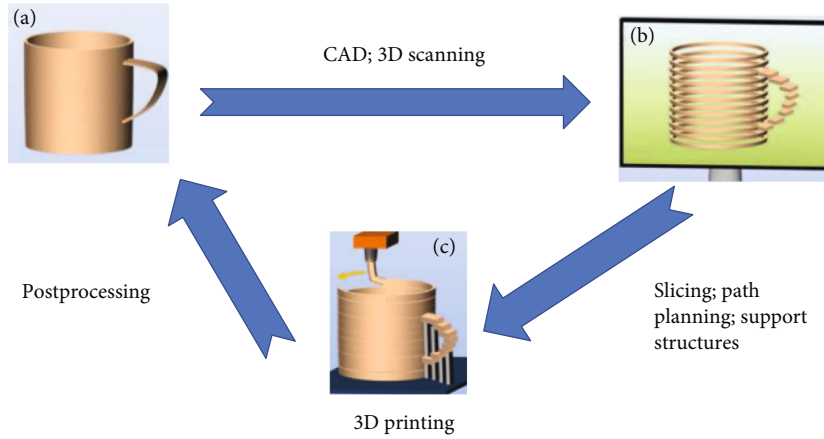 (a)
CAD; 3D scanning
(b)
(c)
Postprocessing
Slicing; path
planning; support
structures
3D printing